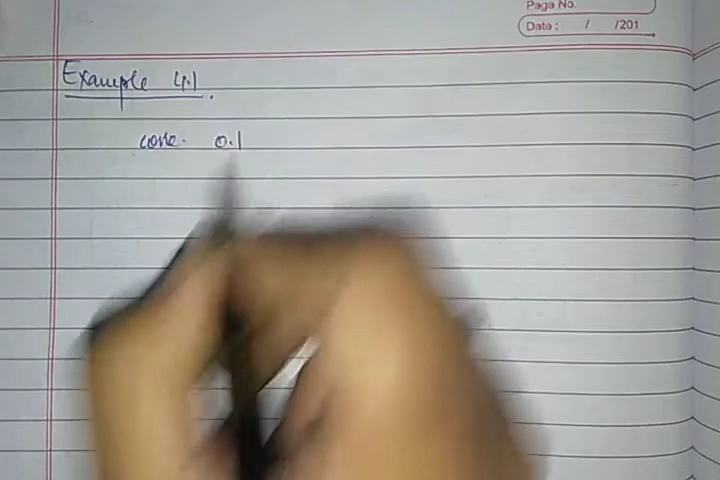 Page No.
Date : / /201
Example 4.1.
conc. 0.1